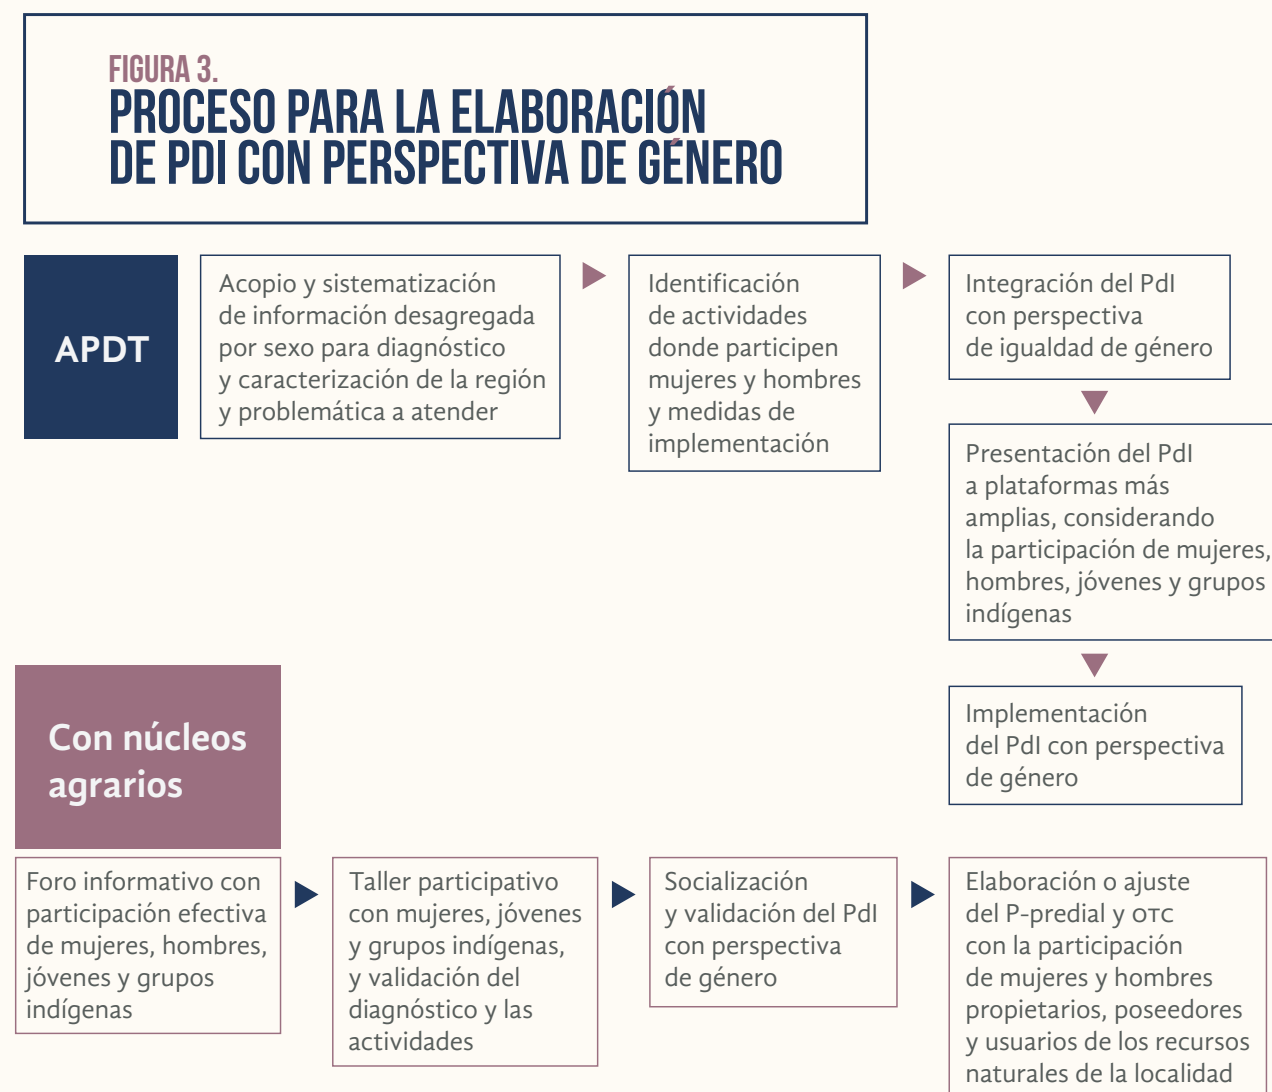 FIGURA 3.
PROCESO PARA LA ELABORACIÓN
DE PDI CON PERSPECTIVA DE GÉNERO
APDT
Acopio y sistematización
de información desagregada
por sexo para diagnóstico
y caracterización de la región
y problemática a atender
Identificación
de actividades
donde participen
mujeres y hombres
y medidas de
implementación
Integración del PdI
con perspectiva
de igualdad de género
Presentación del PdI
a plataformas más
amplias, considerando
la participación de mujeres,
hombres, jóvenes y grupos
indígenas
Implementación
del PdI con perspectiva
de género
Con núcleos
agrarios
Foro informativo con
participación efectiva
de mujeres, hombres,
jóvenes y grupos
indígenas
Taller participativo
con mujeres, jóvenes
y grupos indígenas,
y validación del
diagnóstico y las
actividades
Socialización
y validación del PdI
con perspectiva
de género
Elaboración o ajuste
del P-predial y OTC
con la participación
de mujeres y hombres
propietarios, poseedores
y usuarios de los recursos
naturales de la localidad